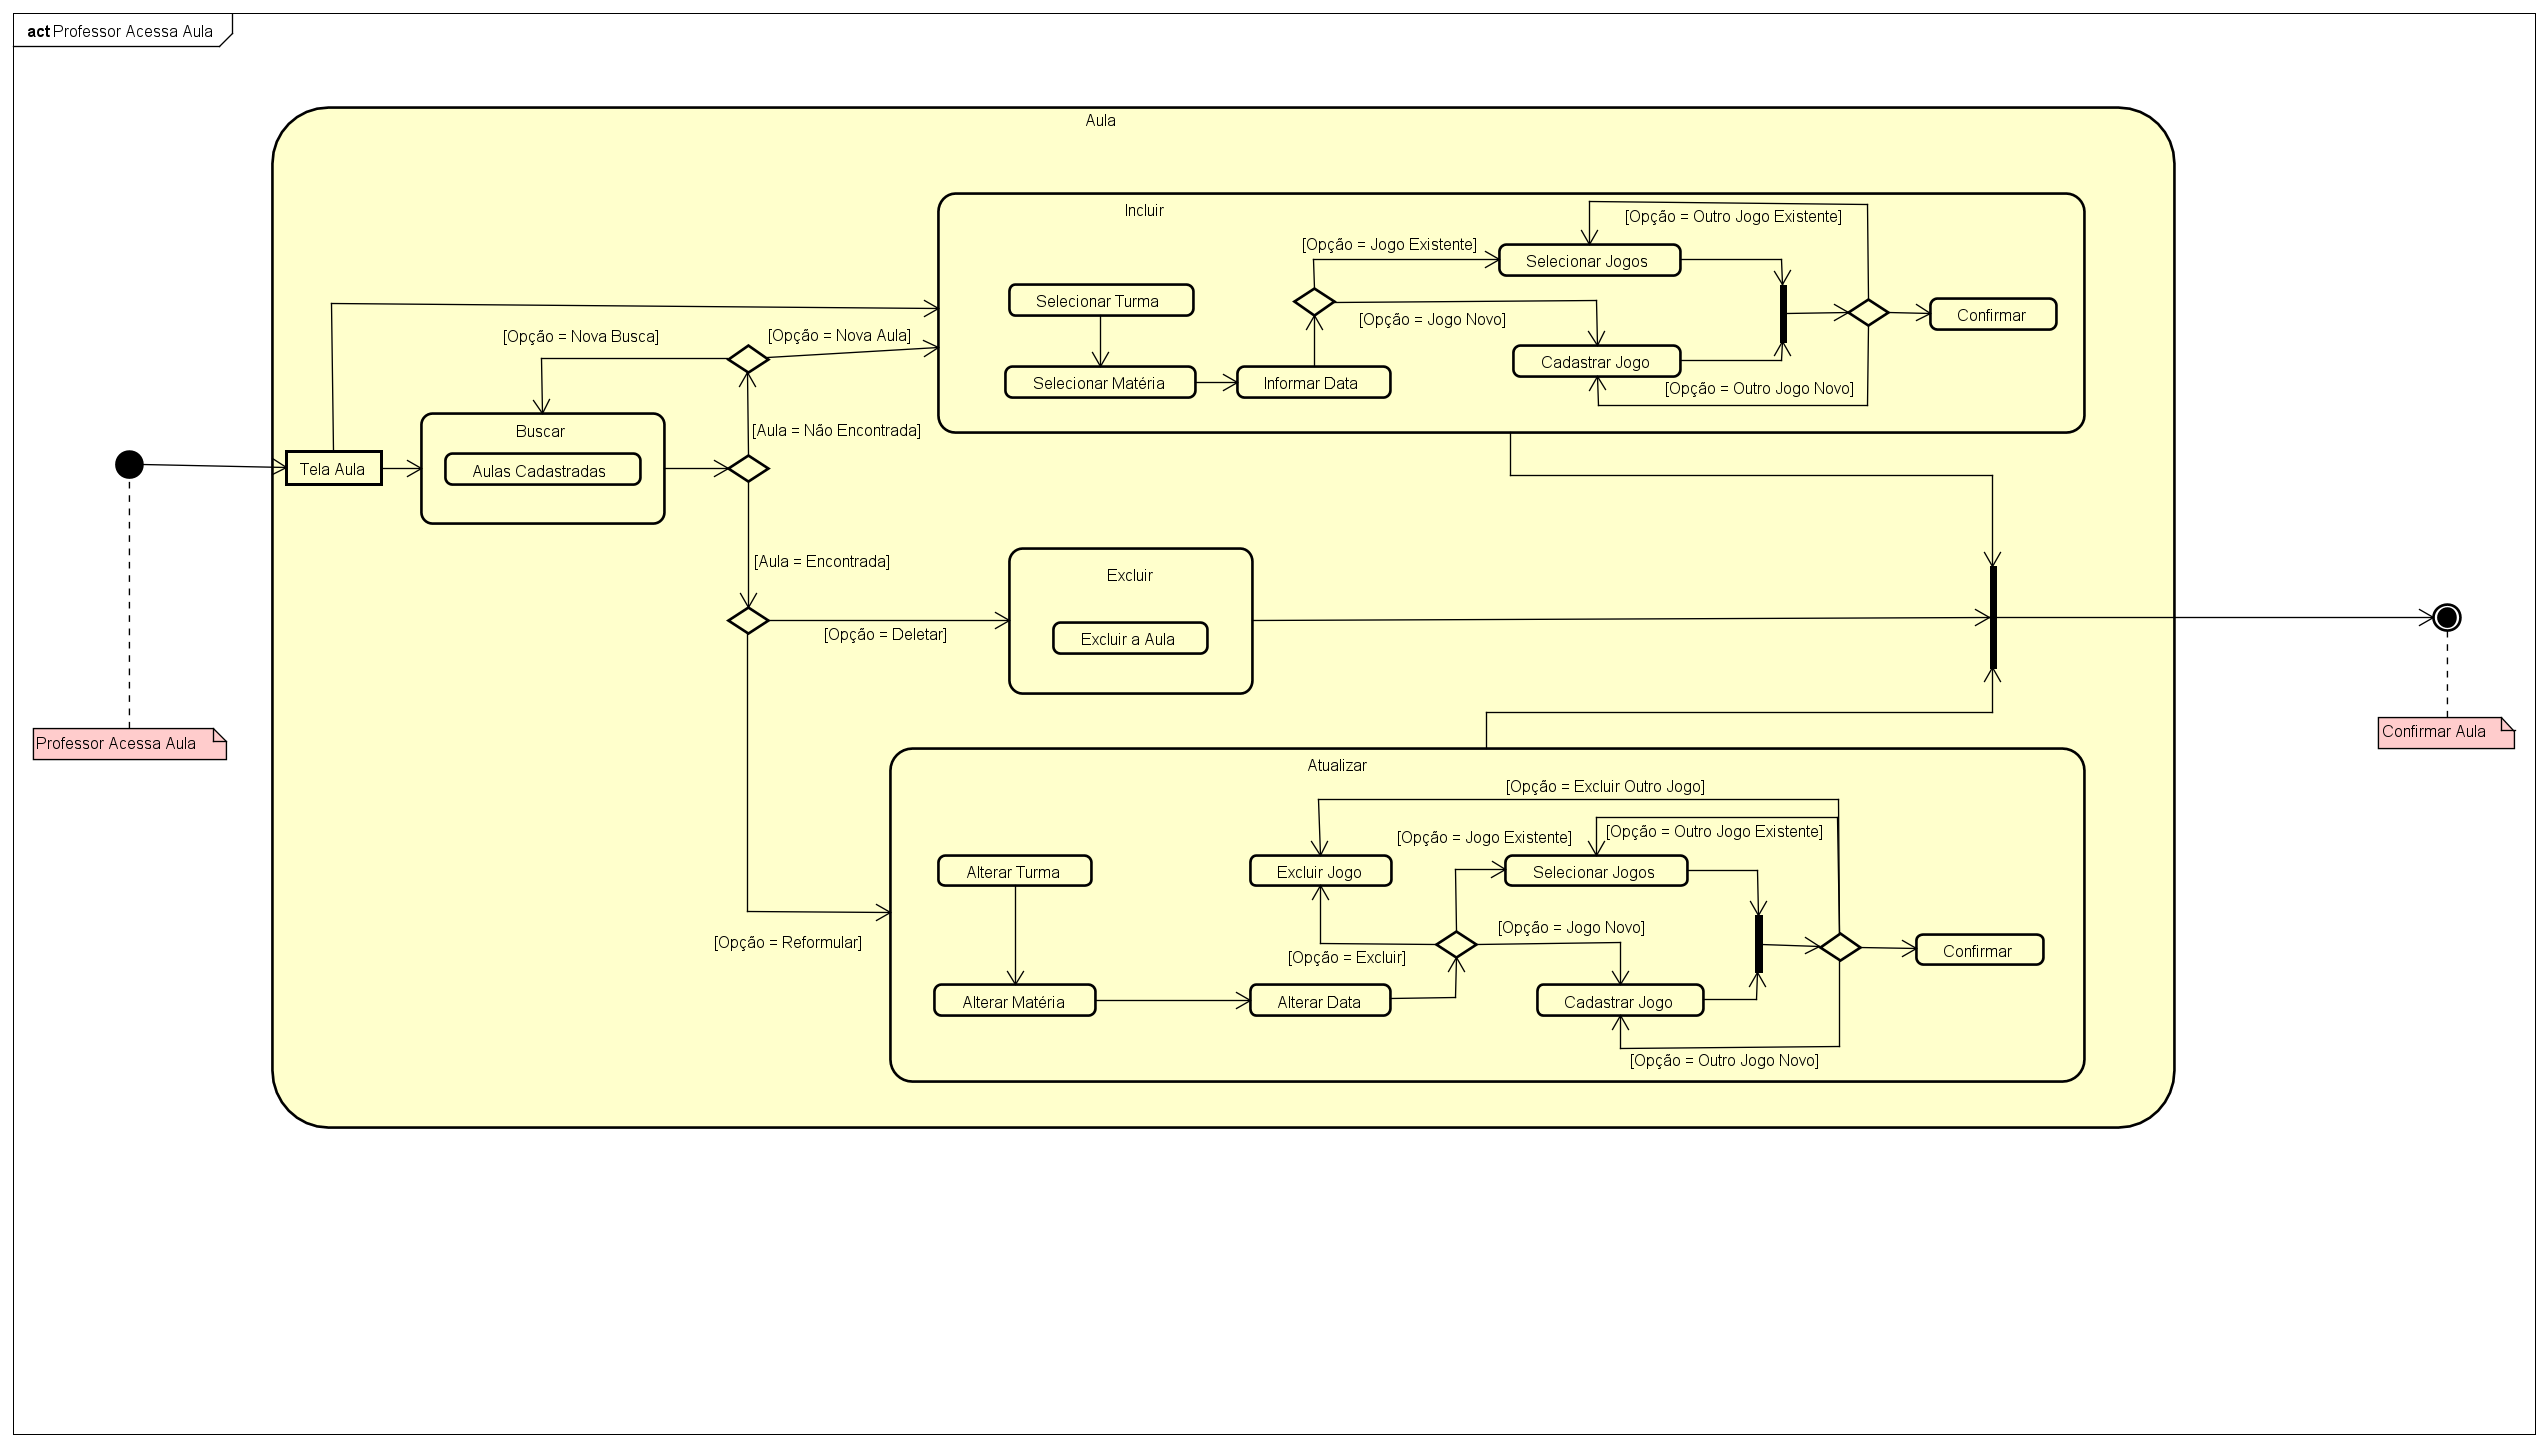 act Professor Acessa Aula
Aula
Incluir
[Opção = Outro Jogo Existente]
[Opção = Jogo Existente]
Selecionar Jogos
Selecionar Turma
[Opção = Jogo Novo]
Confirmar
[Opção = Nova Busca]
[Opção = Nova Aula]
Cadastrar Jogo
Selecionar Matéria
Informar Data
[Opção = Outro Jogo Novo]
Buscar
[Aula = Não Encontrada]
Tela Aula
Aulas Cadastradas
[Aula = Encontrada]
Excluir
[Opção = Deletar]
Excluir a Aula
Professor Acessa Aula
Confirmar Aula
Atualizar
[Opção = Excluir Outro Jogo]
[Opção = Jogo Existente]
[Opção = Outro Jogo Existente]
Alterar Turma
Excluir Jogo
Selecionar Jogos
[Opção = Jogo Novo]
[Opção = Reformular]
[Opção = Excluir]
Confirmar
Alterar Matéria
Alterar Data
Cadastrar Jogo
[Opção = Outro Jogo Novo]